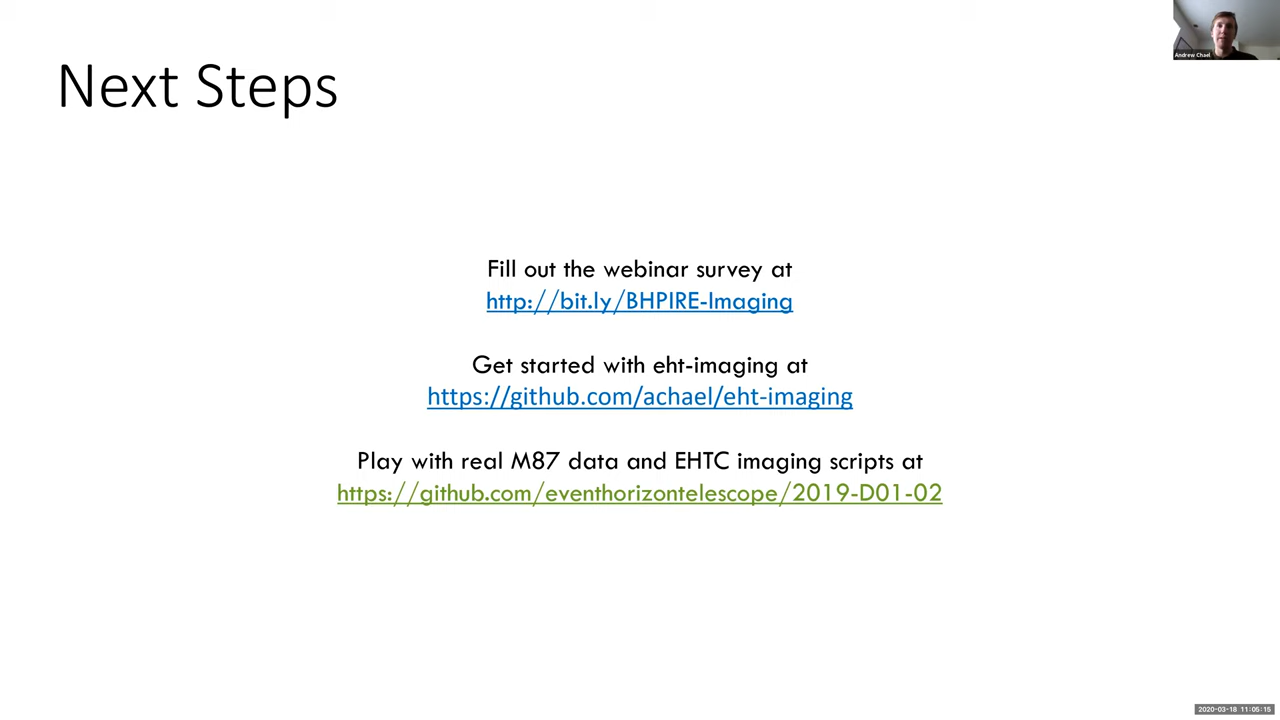 Andrew Chael
Next Steps
Fill out the webinar survey at
http://bit.ly/BHPIRE-Imaging
Get started with eht-imaging at
https://github.com/achael/eht-imaging
Play with real M87 data and EHTC imaging scripts at
https://github.com/eventhorizontelescope/2019-D01-02
2020-03-18 11:05:15